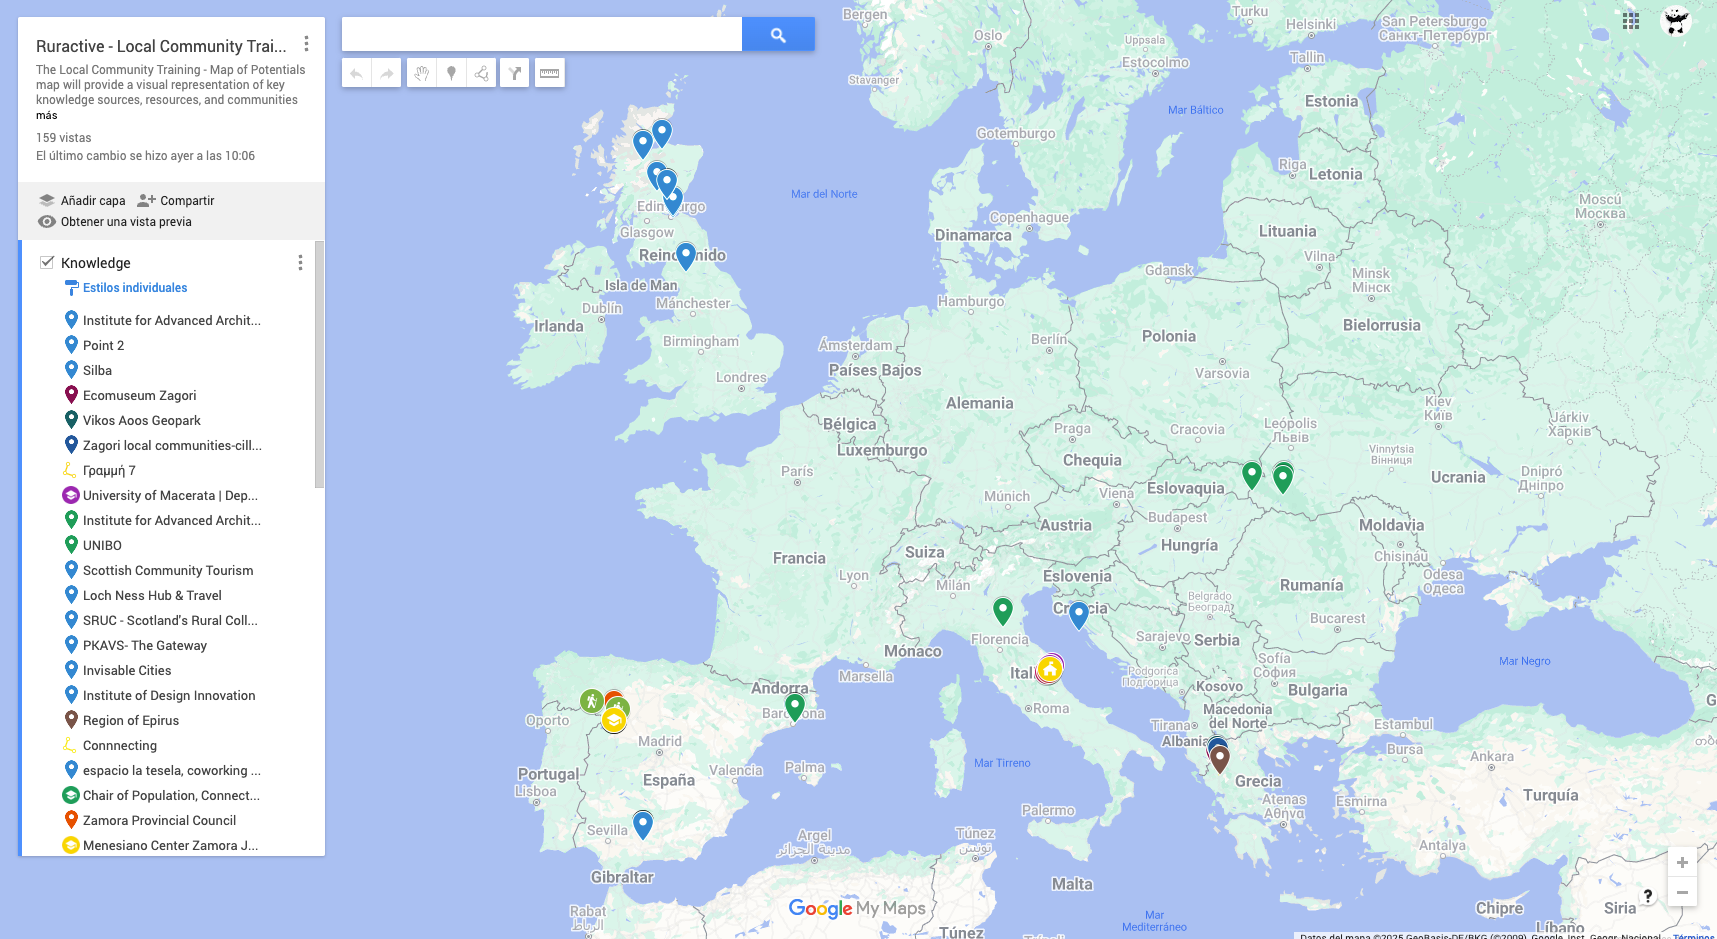 Ruractive - Local Community Trai...
The Local Community Training - Map of Potentials
map will provide a visual representation of key
knowledge sources, resources, and communities
más
159 vistas
El último cambio se hizo ayer a las 10:06
Añadir capa
Compartir
Obtener una vista previa
Knowledge
Estilos individuales
Institute for Advanced Archit...
Point 2
Silba
Ecomuseum Zagori
Vikos Aoos Geopark
Zagori local communities-cill...
Γραμμή 7
University of Macerata | Dep...
Institute for Advanced Archit...
UNIBO
Scottish Community Tourism
Loch Ness Hub & Travel
SRUC - Scotland's Rural Coll...
PKAVS- The Gateway
Invisable Cities
Institute of Design Innovation
Region of Epirus
Connnecting
espacio la tesela, coworking ...
Chair of Population, Connect...
Zamora Provincial Council
Menesiano Center Zamora J...
Bergen
Oslo
Stavanger
Uppsala
Estocolmo
Turku
Helsinki
San Petersburgo
Санкт-Петербург
Tallin
Estonia
Mar Báltico
Gotemburgo
Riga
Letonia
Mar del Norte
Moscú
Москва
Glasgow
Copenhague
Dinamarca
Lituania
Vilna
Isla de Man
Gdansk
Minsk
Мінск
Hamburgo
Mánchester
Dublín
Irlanda
Bielorrusia
Birmingham
Ámsterdam
Berlín
Polonia
Países Bajos
Varsovia
Londres
Alemania
Bélgica
Kiev
Київ
Járkiv
Харків
Praga
Cracovia
Leópolis
Львів
Luxemburgo
Chequia
Vinnytsia
Вінниця
París
Ucrania
Dnipró
Дніпро
Eslovaquia
Múnich
Viena
Budapest
Austria
Moldavia
Hungría
Suiza
Chisináu
Francia
Lyon
Milán
Eslovenia
Odesa
Одеса
Rumanía
Belgrado
Београд
Bucarest
Florencia
Sarajevo
Serbia
Mónaco
Marsella
Podgorica
Подгорица
Sofía
София
Mar Negro
Kosovo
Bulgaria
Andorra
Oporto
Roma
Macedonia
del Norte
Tirana
Albania
Estambul
Bursa
Ankara
Madrid
Valencia
Palma
Mar Tirreno
Portugal
España
Lisboa
Grecia
Turquía
Atenas
Αθήνα
Esmirna
Palermo
Sevilla
Argel
مدينة الجزائر
Túnez
تونس
Antalya
Gibraltar
Malta
Rabat
الرباط
Google My Maps
Mar
Mediterráneo
Chipre
Siria
Túnez
Líbano
Datos del mapa ©2025 GeoBasis-DE/BKG (©2009), Google, Inst. Geogr. Nacional
Términos